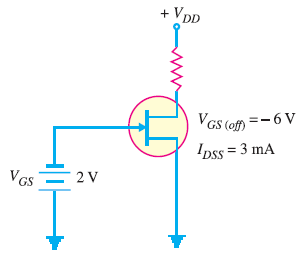 + V_DD
V_GS (off) = – 6 V
I_DSS = 3 mA
V_GS 2 V